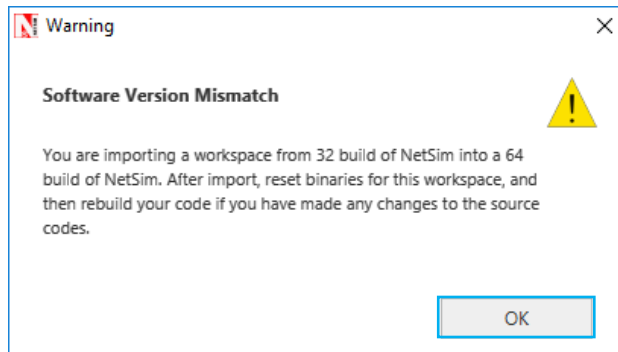 Warning
Software Version Mismatch
You are importing a workspace from 32 build of NetSim into a 64
build of NetSim. After import, reset binaries for this workspace, and
then rebuild your code if you have made any changes to the source
codes.
OK